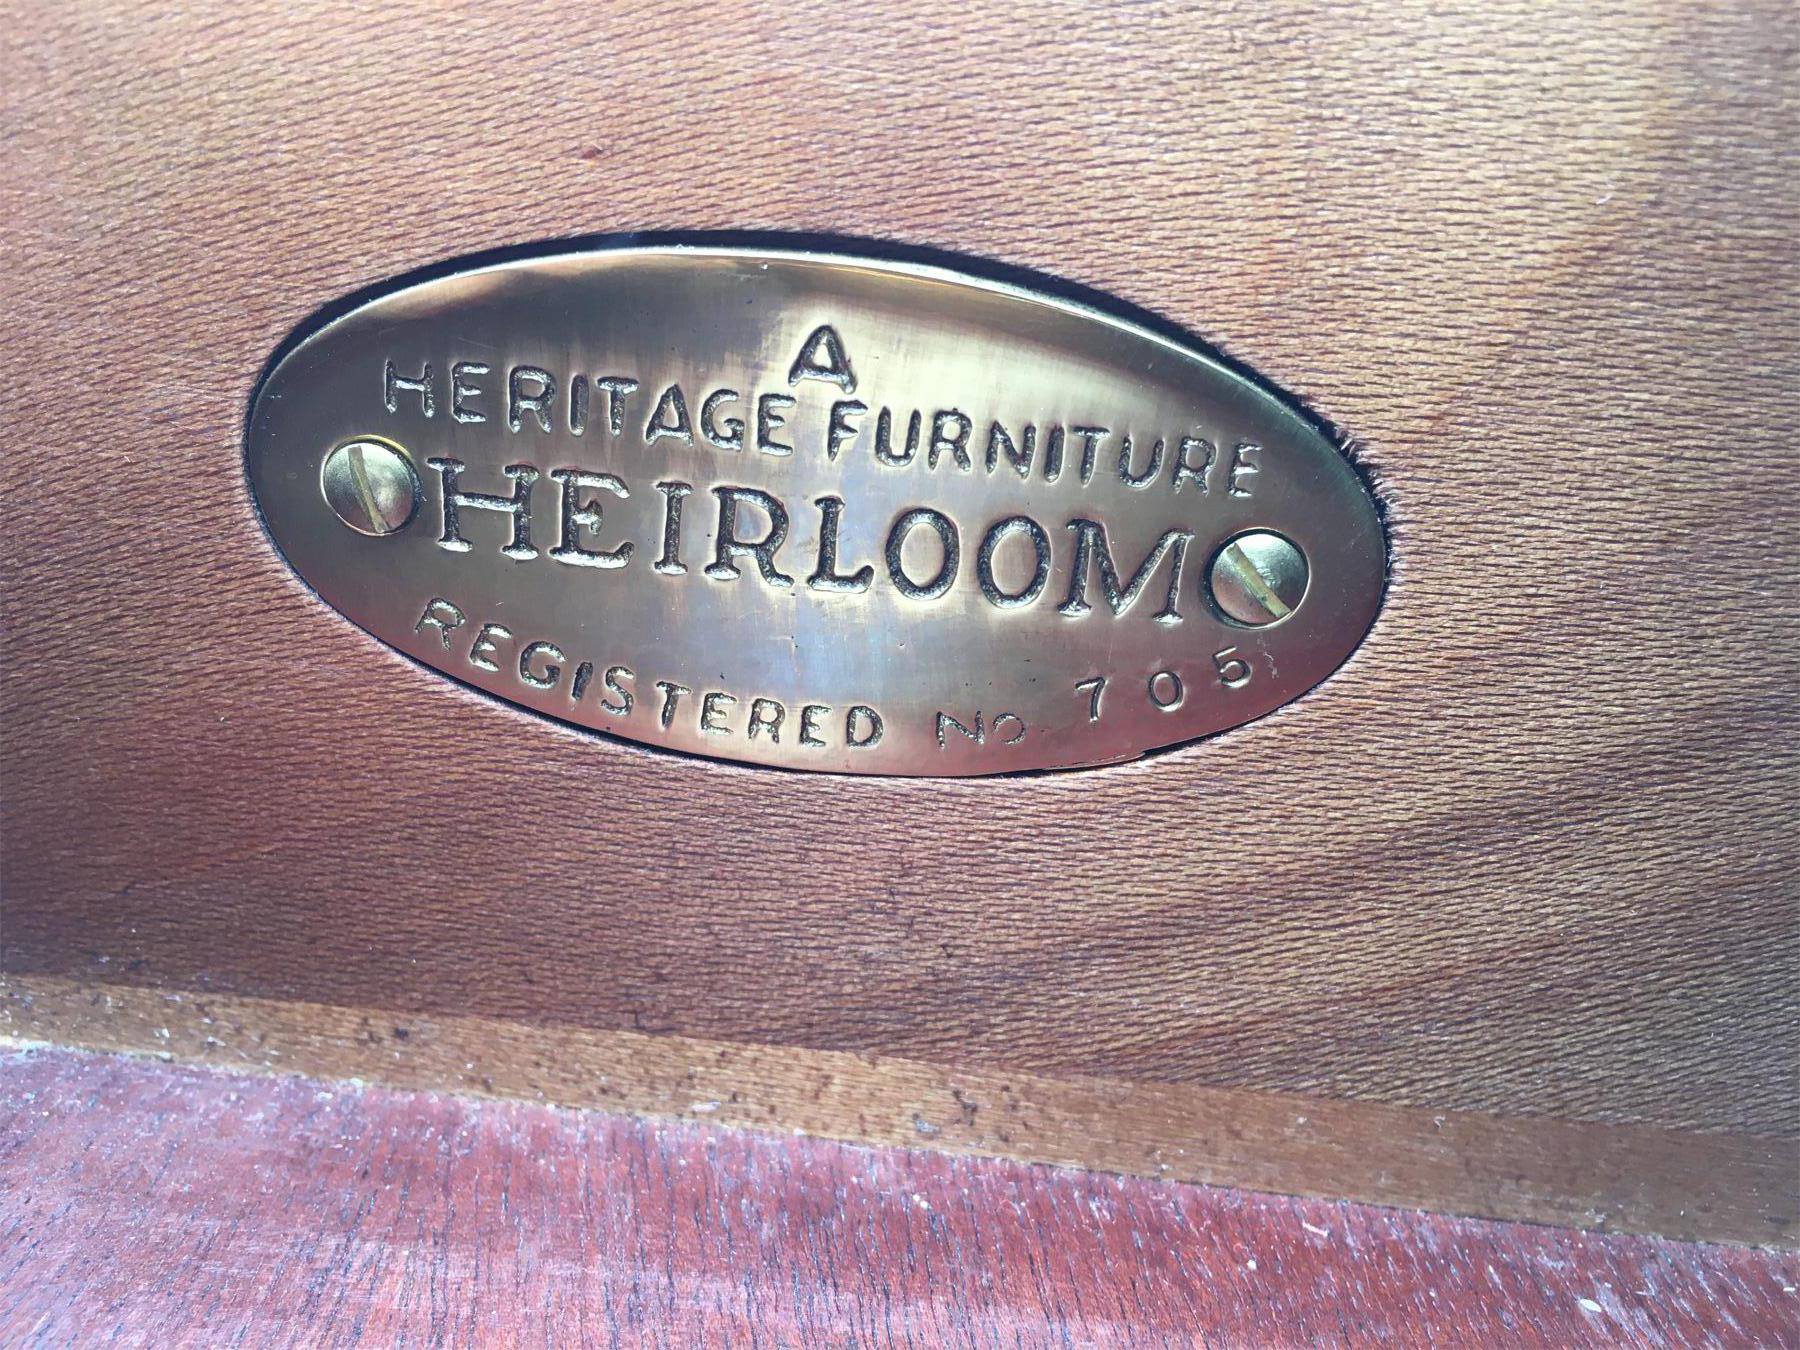 A
HERITAGE FURNITURE
HEIRLOOM
REGISTERED No. 705